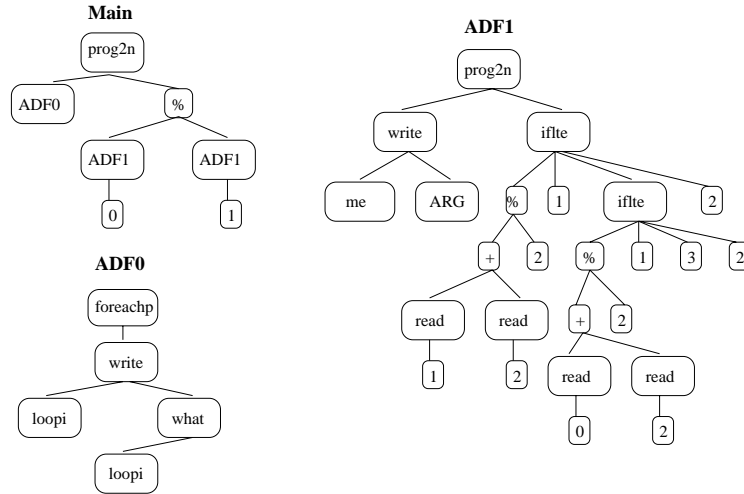 Main
prog2n
ADF0 %
ADF1 ADF1
0 1
ADF0
foreachp
write
loopi what
loopi
ADF1
prog2n
write iflte
me ARG % 1 iflte 2
+ 2 % 1 3 2
read read + 2
1 2 read read
0 2